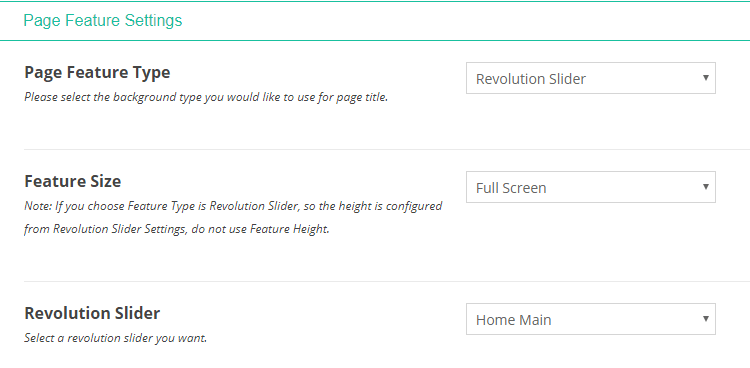 Page Feature Settings
Page Feature Type
Revolution Slider
Please select the background type you would like to use for page title.
Feature Size
Full Screen
Note: If you choose Feature Type is Revolution Slider, so the height is configured
from Revolution Slider Settings, do not use Feature Height.
Revolution Slider
Home Main
Select a revolution slider you want.